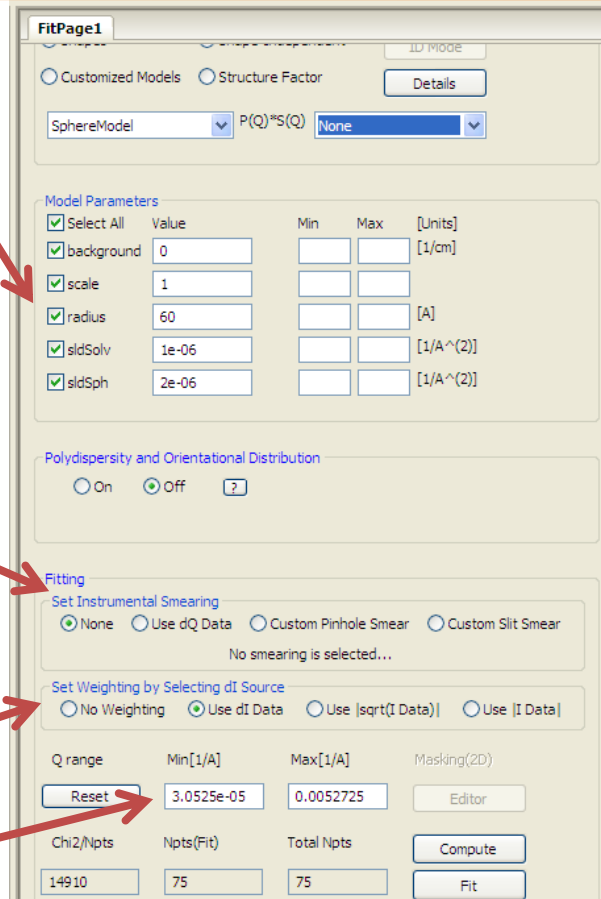 FitPage1
Shapes Shape Independent ID Mode
Customized Models Structure Factor Details
SphereModel P(Q)*S(Q) None
Model Parameters
Select All Value Min Max [Units]
background 0 [1/cm]
scale 1
radius 60 [A]
sldSolv 1e-06 [1/A^(2)]
sldSph 2e-06 [1/A^(2)]
Polydispersity and Orientational Distribution
On Off ?
Fitting
Set Instrumental Smearing
None Use dQ Data Custom Pinhole Smear Custom Slit Smear
No smearing is selected...
Set Weighting by Selecting dI Source
No Weighting Use dI Data Use |sqrt(I Data)| Use |I Data|
Q range Min[1/A] Max[1/A] Masking(2D)
Reset 3.0525e-05 0.0052725 Editor
Chi2/Npts Npts(Fit) Total Npts Compute
14910 75 75 Fit